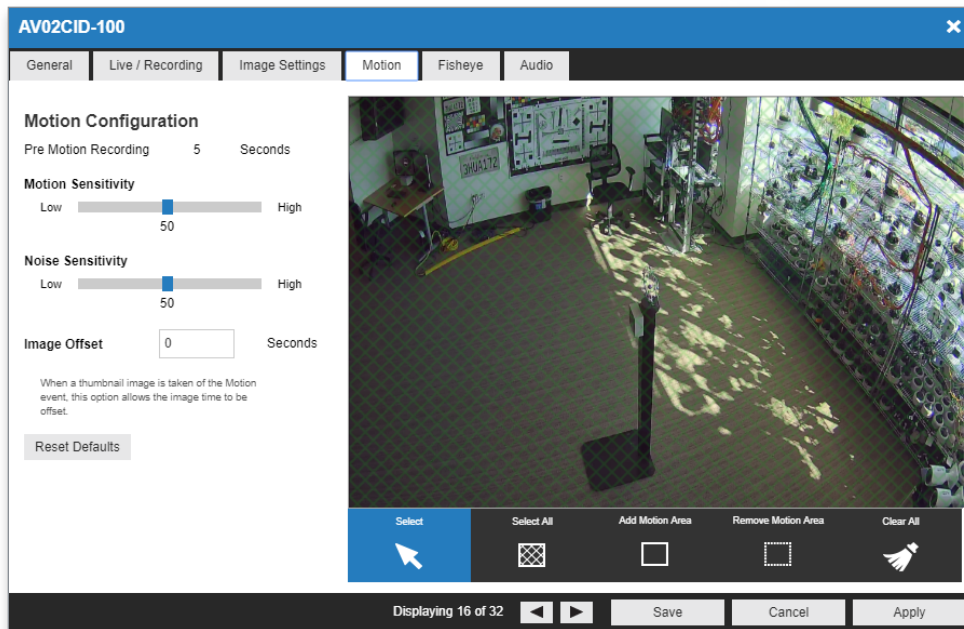 AV02CID-100
General
Live / Recording
Image Settings
Motion
Fisheye
Audio
Motion Configuration
Pre Motion Recording 5 Seconds
Motion Sensitivity
Low High
50
Noise Sensitivity
Low High
50
Image Offset 0 Seconds
When a thumbnail image is taken of the Motion
event, this option allows the image time to be
offset.
Reset Defaults
3HUA172
Select
Select All
Add Motion Area
Remove Motion Area
Clear All
Displaying 16 of 32
Save
Cancel
Apply